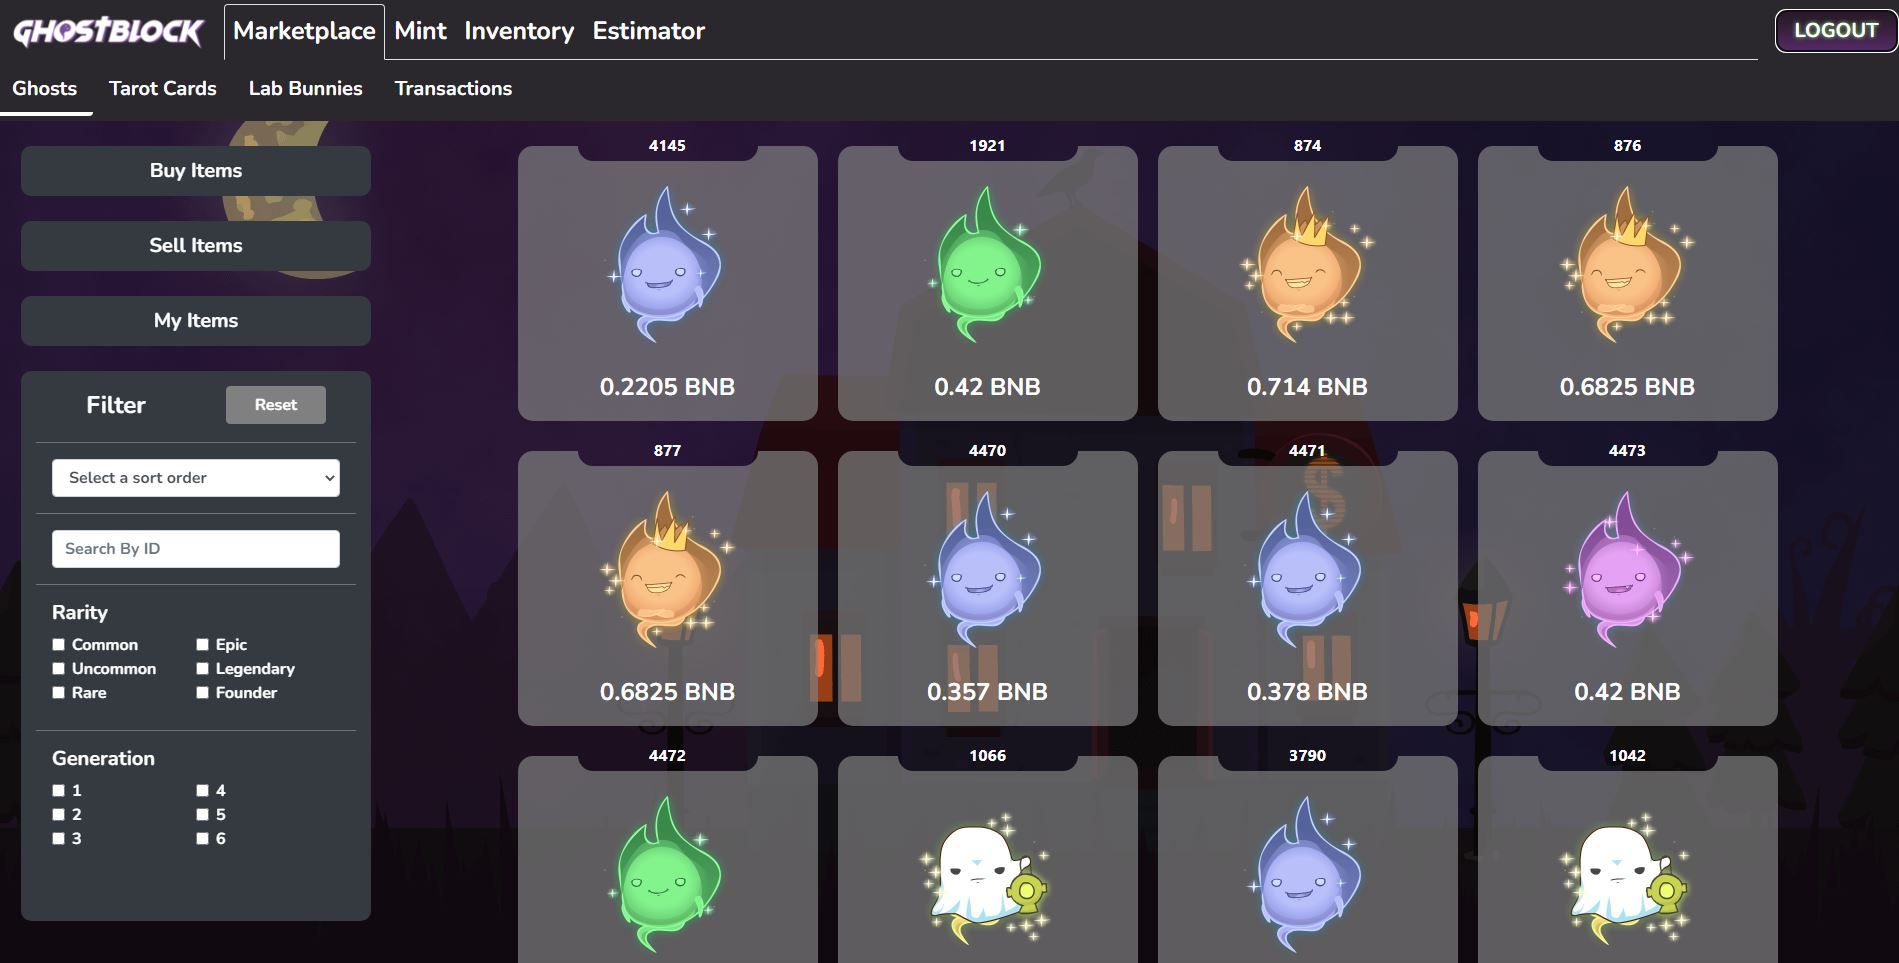 GHOSTBLOCK
Marketplace Mint Inventory Estimator
LOGOUT
Ghosts Tarot Cards Lab Bunnies Transactions
Buy Items
Sell Items
My Items
Filter
Reset
Select a sort order
Search By ID
Rarity
Common Epic
Uncommon Legendary
Rare Founder
Generation
1 4
2 5
3 6
4145 1921 874 876
0.2205 BNB 0.42 BNB 0.714 BNB 0.6825 BNB
877 4470 4471 4473
$
0.6825 BNB 0.357 BNB 0.378 BNB 0.42 BNB
4472 1066 3790 1042